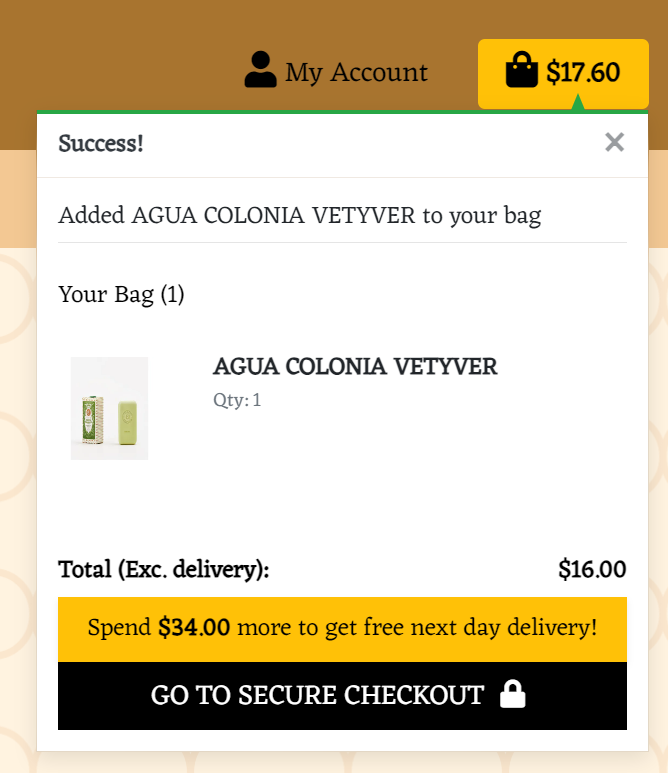 My Account
$17.60
Success!
×
Added AGUA COLONIA VETYVER to your bag
Your Bag (1)
AGUA COLONIA VETYVER
Qty: 1
Total (Exc. delivery): $16.00
Spend $34.00 more to get free next day delivery!
GO TO SECURE CHECKOUT